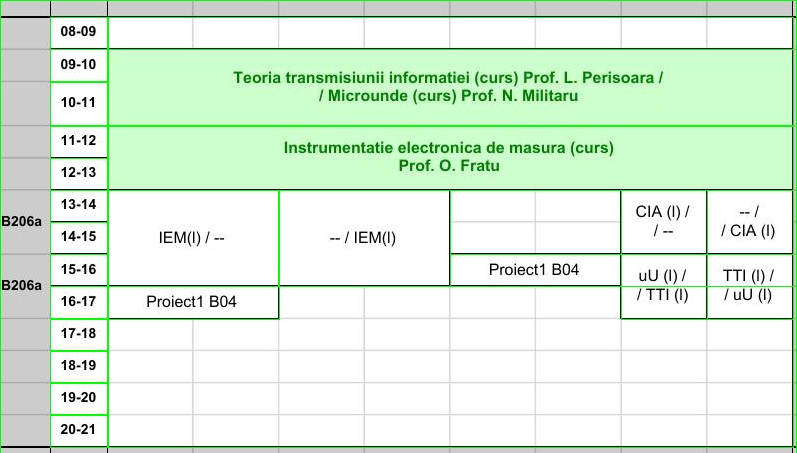 08-09
09-10
Teoria transmisiunii informatiei (curs) Prof. L. Perisoara /
/ Microunde (curs) Prof. N. Militaru
10-11
11-12
Instrumentatie electronica de masura (curs)
Prof. O. Fratu
12-13
B206a
13-14
14-15
IEM(l) / --
-- / IEM(l)
CIA (l) /
/ --
-- /
/ CIA (l)
B206a
15-16
Proiect1 B04
uU (l) /
/ TTI (l)
TTI (l) /
/ uU (l)
16-17
Proiect1 B04
17-18
18-19
19-20
20-21